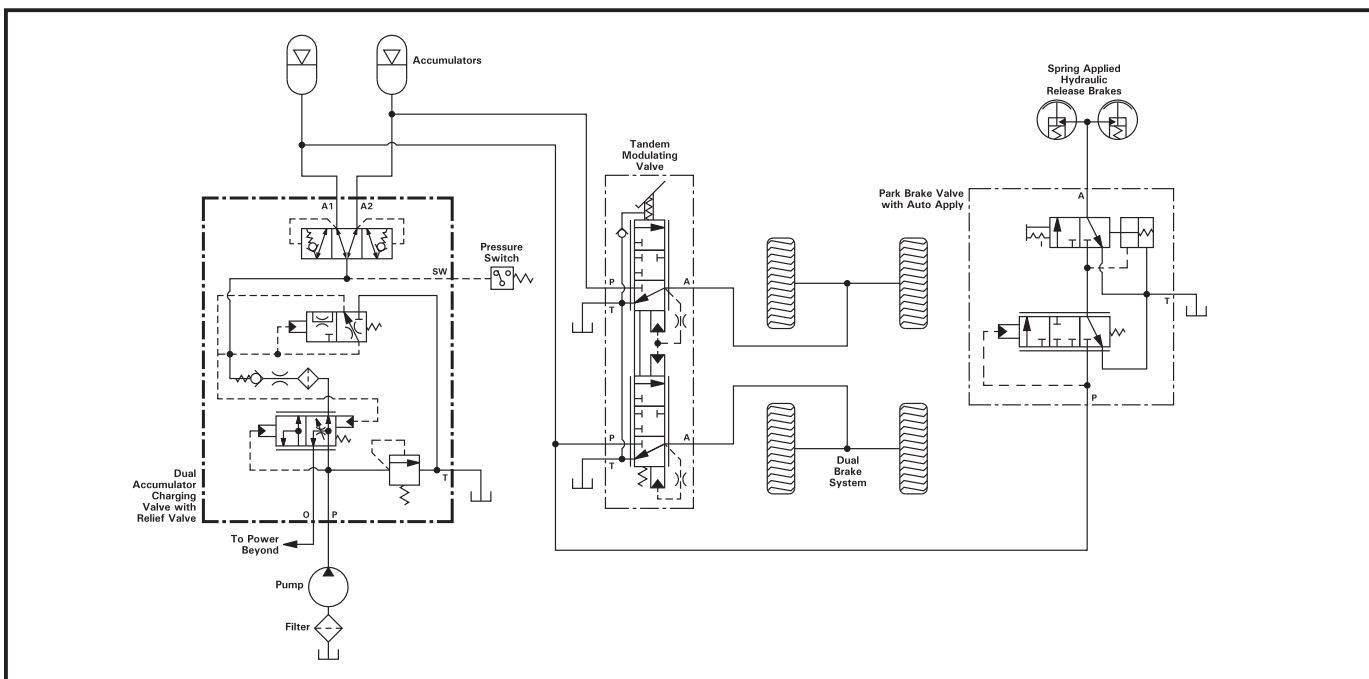 Accumulators
Spring Applied
Hydraulic
Release Brakes
Tandem
Modulating
Valve
Park Brake Valve
with Auto Apply
A
A1
A2
Pressure
Switch
SW
P
A
T
T
P
P
A
T
Dual
Brake
System
Dual
Accumulator
Charging
Valve with
Relief Valve
T
O
P
To Power
Beyond
Pump
Filter